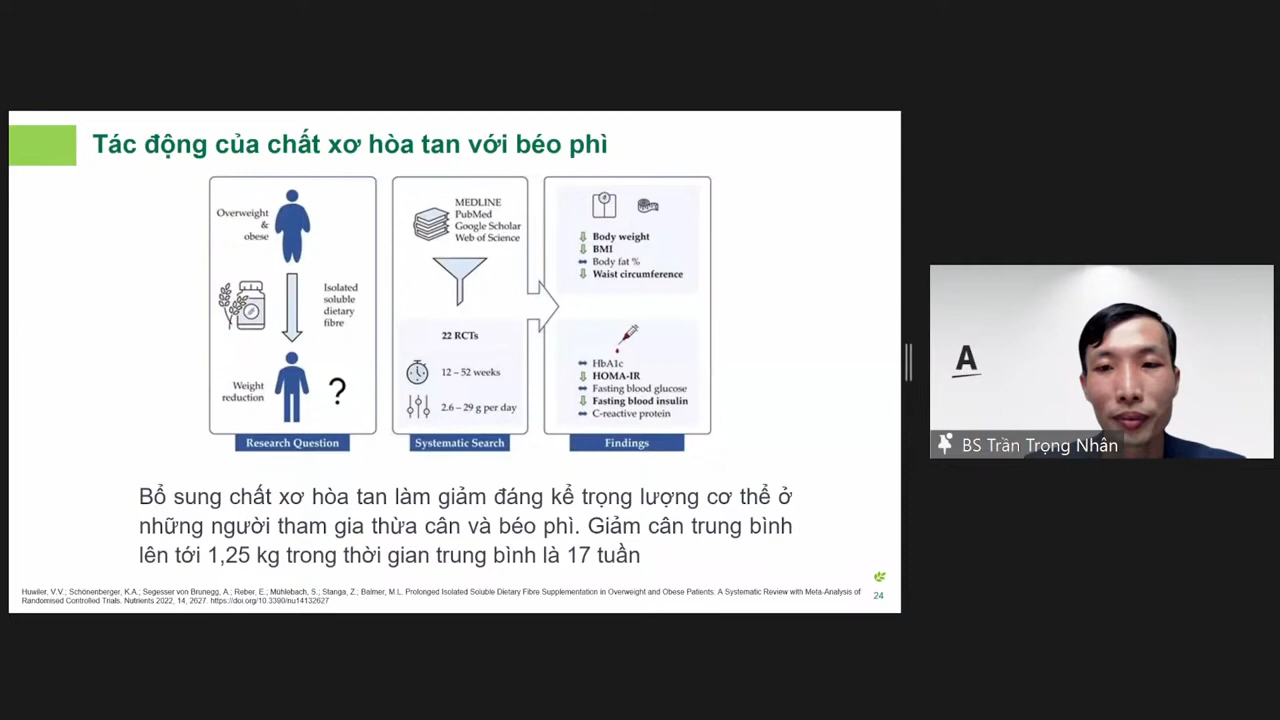 Tác động của chất xơ hòa tan với béo phì
Overweight
&
obese
Isolated
soluble
dietary
fibre
Weight
reduction
?
Research Question
MEDLINE
PubMed
Google Scholar
Web of Science
22 RCTs
12 – 52 weeks
2.6 – 29 g per day
Systematic Search
Body weight
BMI
Body fat %
Waist circumference
HbA1c
HOMA-IR
Fasting blood glucose
Fasting blood insulin
C-reactive protein
Findings
Bổ sung chất xơ hòa tan làm giảm đáng kể trọng lượng cơ thể ở
những người tham gia thừa cân và béo phì. Giảm cân trung bình
lên tới 1,25 kg trong thời gian trung bình là 17 tuần
Huwiler, V.V.; Schönenberger, K.A.; Segesser von Brunegg, A.; Reber, E.; Mühlebach, S.; Stanga, Z.; Balmer, M.L. Prolonged Isolated Soluble Dietary Fibre Supplementation in Overweight and Obese Patients: A Systematic Review with Meta-Analysis of
Randomised Controlled Trials. Nutrients 2022, 14, 2627. https://doi.org/10.3390/nu14132627
24
A
BS Trần Trọng Nhân